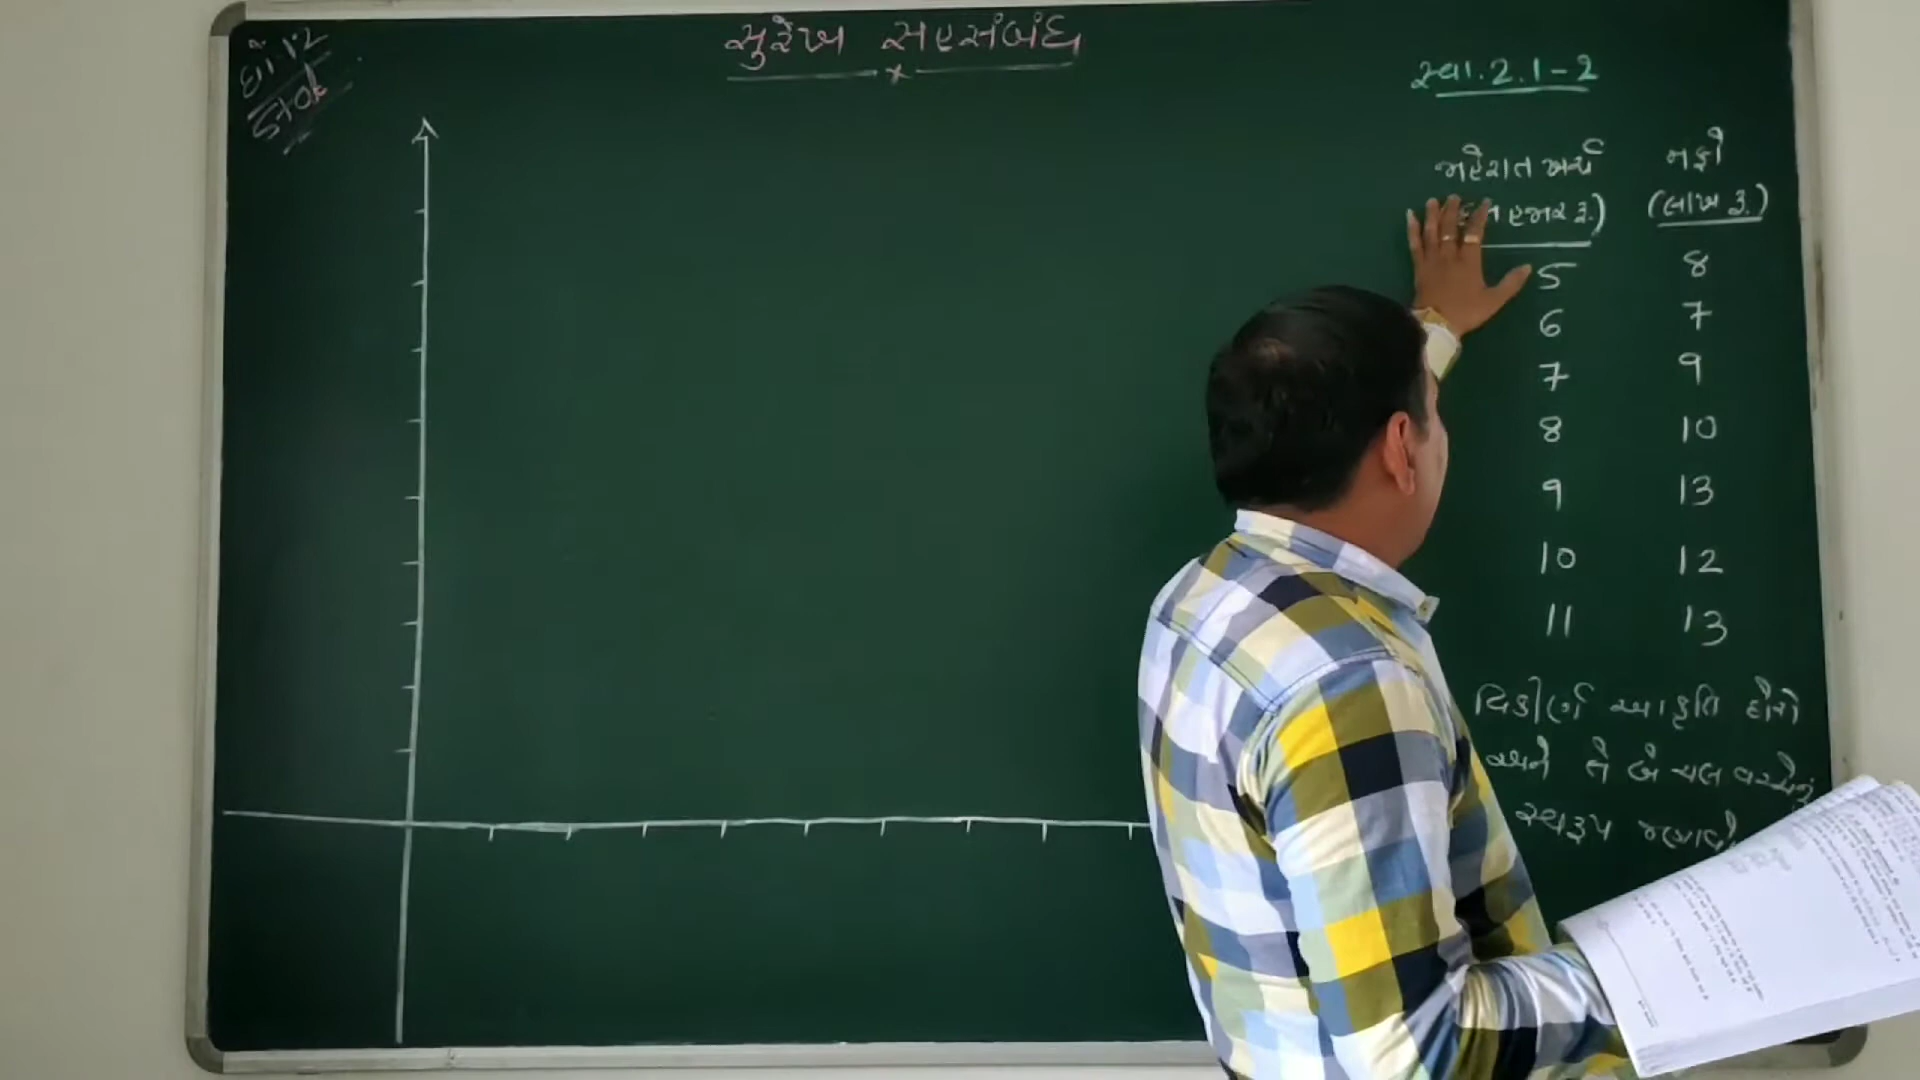 ધો.12
Stat
સુરેખ સહસંબંધ
સ્વા.2.1-2
જાહેરાત ખર્ચ નફો
હજાર રૂ.) (લાખ રૂ.)
5 8
6 7
7 9
8 10
9 13
10 12
11 13
વિકીર્ણ આકૃતિ દોરો
અને તે બે ચલ વચ્ચેનું
સ્વરૂપ જણાવો